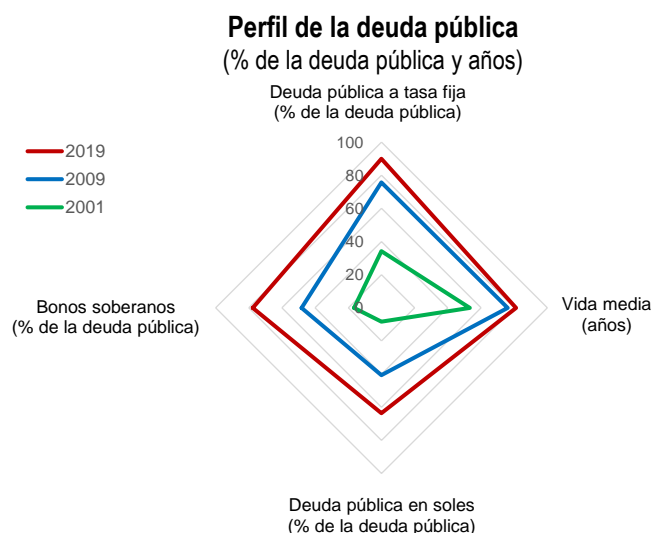 Perfil de la deuda pública
(% de la deuda pública y años)
Deuda pública a tasa fija
(% de la deuda pública)
2019
2009
2001
100
80
60
40
20
0
Bonos soberanos
(% de la deuda pública)
Vida media
(años)
Deuda pública en soles
(% de la deuda pública)